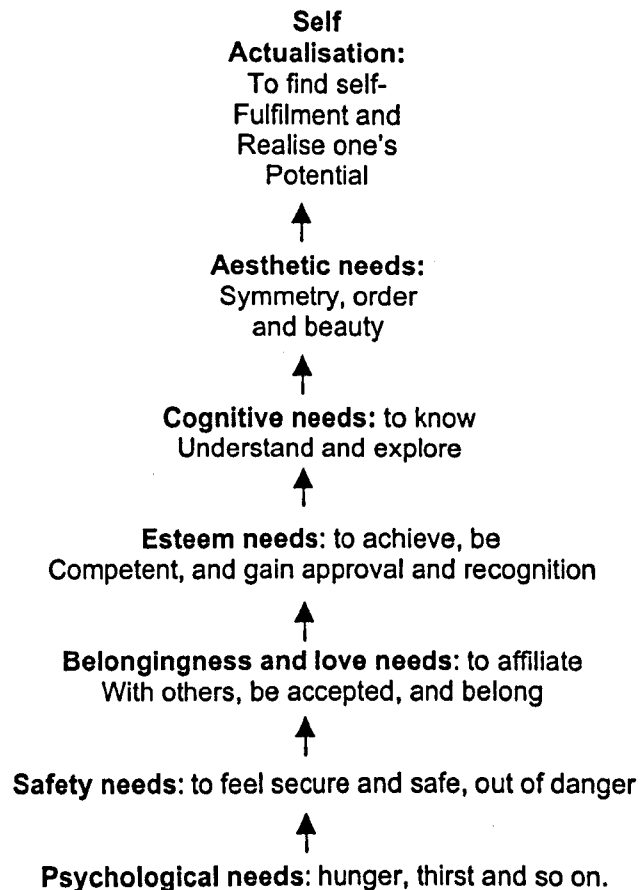 Self
Actualisation:
To find self-
Fulfilment and
Realise one's
Potential
Aesthetic needs:
Symmetry, order
and beauty
Cognitive needs: to know
Understand and explore
Esteem needs: to achieve, be
Competent, and gain approval and recognition
Belongingness and love needs: to affiliate
With others, be accepted, and belong
Safety needs: to feel secure and safe, out of danger
Psychological needs: hunger, thirst and so on.